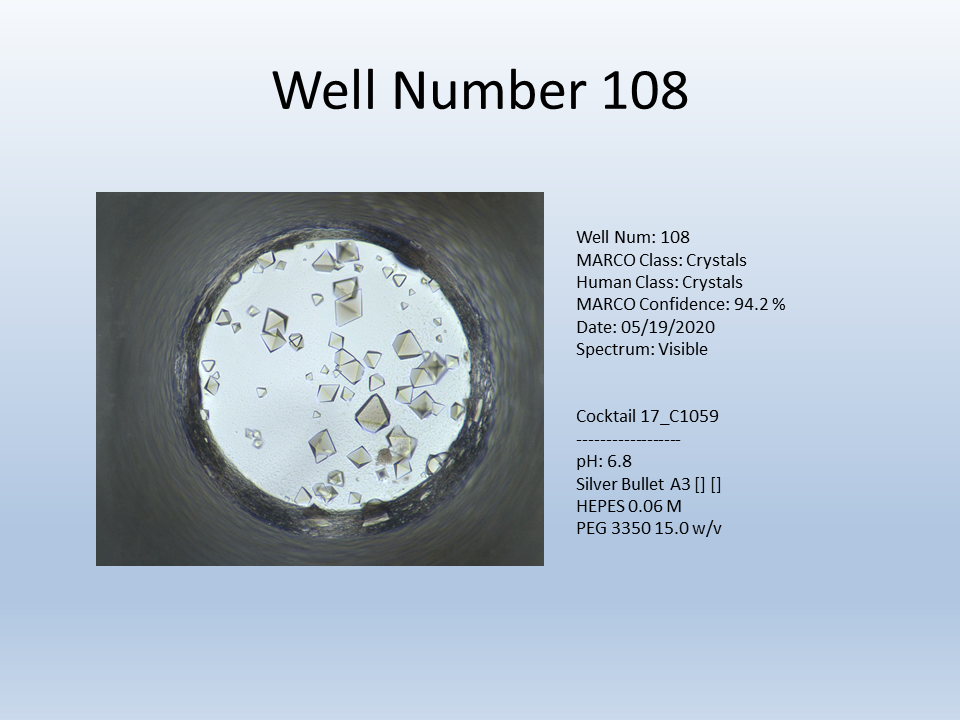 Well Number 108
Well Num: 108
MARCO Class: Crystals
Human Class: Crystals
MARCO Confidence: 94.2 %
Date: 05/19/2020
Spectrum: Visible
Cocktail 17_C1059
------------------
pH: 6.8
Silver Bullet A3 [] []
HEPES 0.06 M
PEG 3350 15.0 w/v